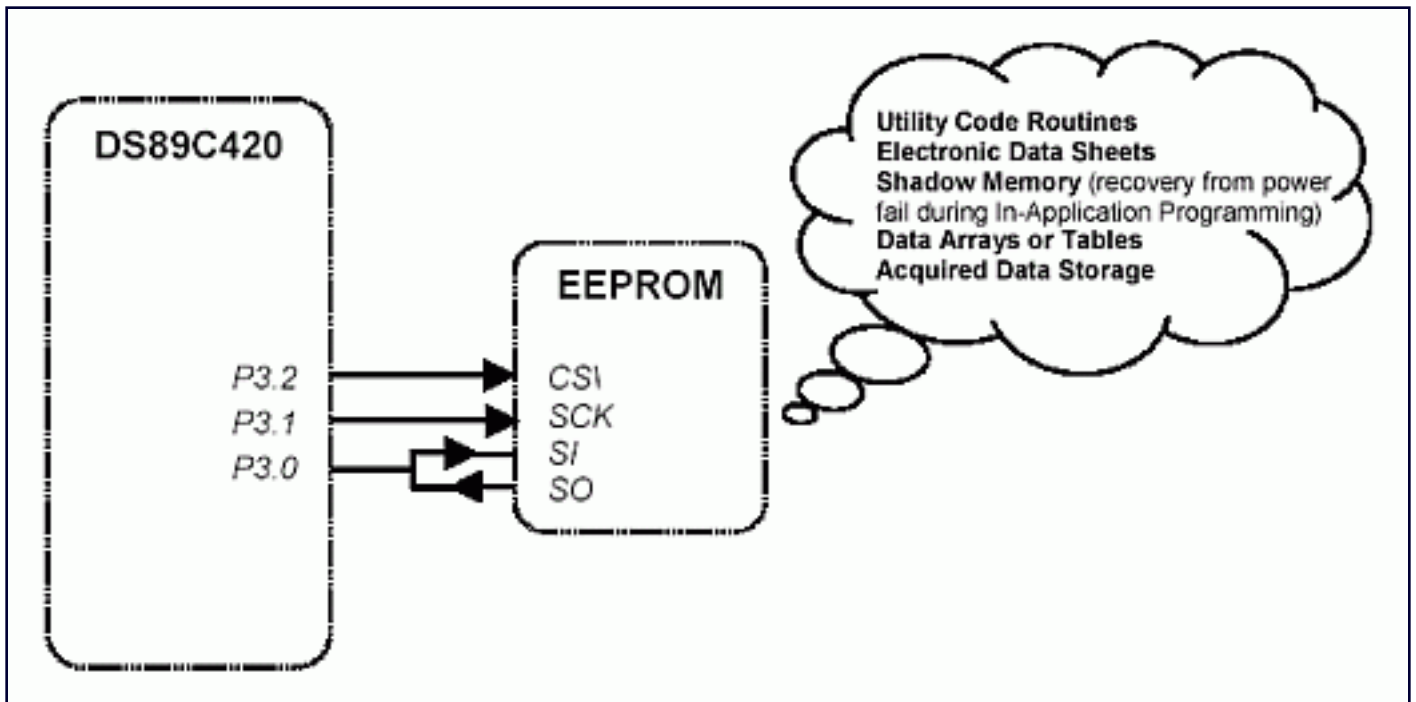 DS89C420
P3.2
P3.1
P3.0
EEPROM
CS\
SCK
SI
SO
Utility Code Routines
Electronic Data Sheets
Shadow Memory (recovery from power
fail during In-Application Programming)
Data Arrays or Tables
Acquired Data Storage